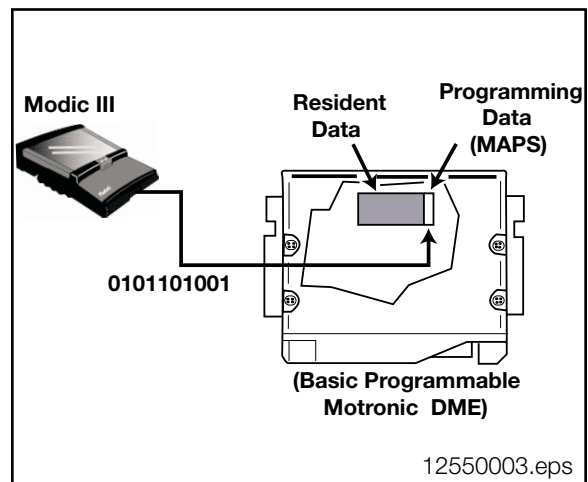 Modic III
Resident
Data
Programming
Data
(MAPS)
0101101001
(Basic Programmable
Motronic DME)
12550003.eps